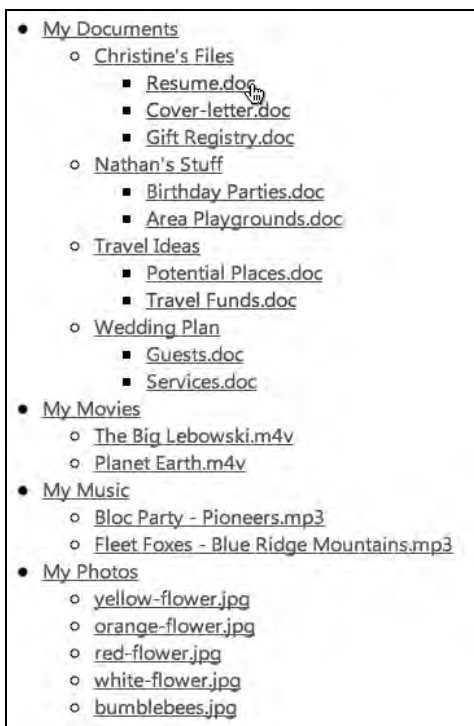 My Documents
Christine's Files
Resume.doc
Cover-letter.doc
Gift Registry.doc
Nathan's Stuff
Birthday Parties.doc
Area Playgrounds.doc
Travel Ideas
Potential Places.doc
Travel Funds.doc
Wedding Plan
Guests.doc
Services.doc
My Movies
The Big Lebowski.m4v
Planet Earth.m4v
My Music
Bloc Party - Pioneers.mp3
Fleet Foxes - Blue Ridge Mountains.mp3
My Photos
yellow-flower.jpg
orange-flower.jpg
red-flower.jpg
white-flower.jpg
bumblebees.jpg